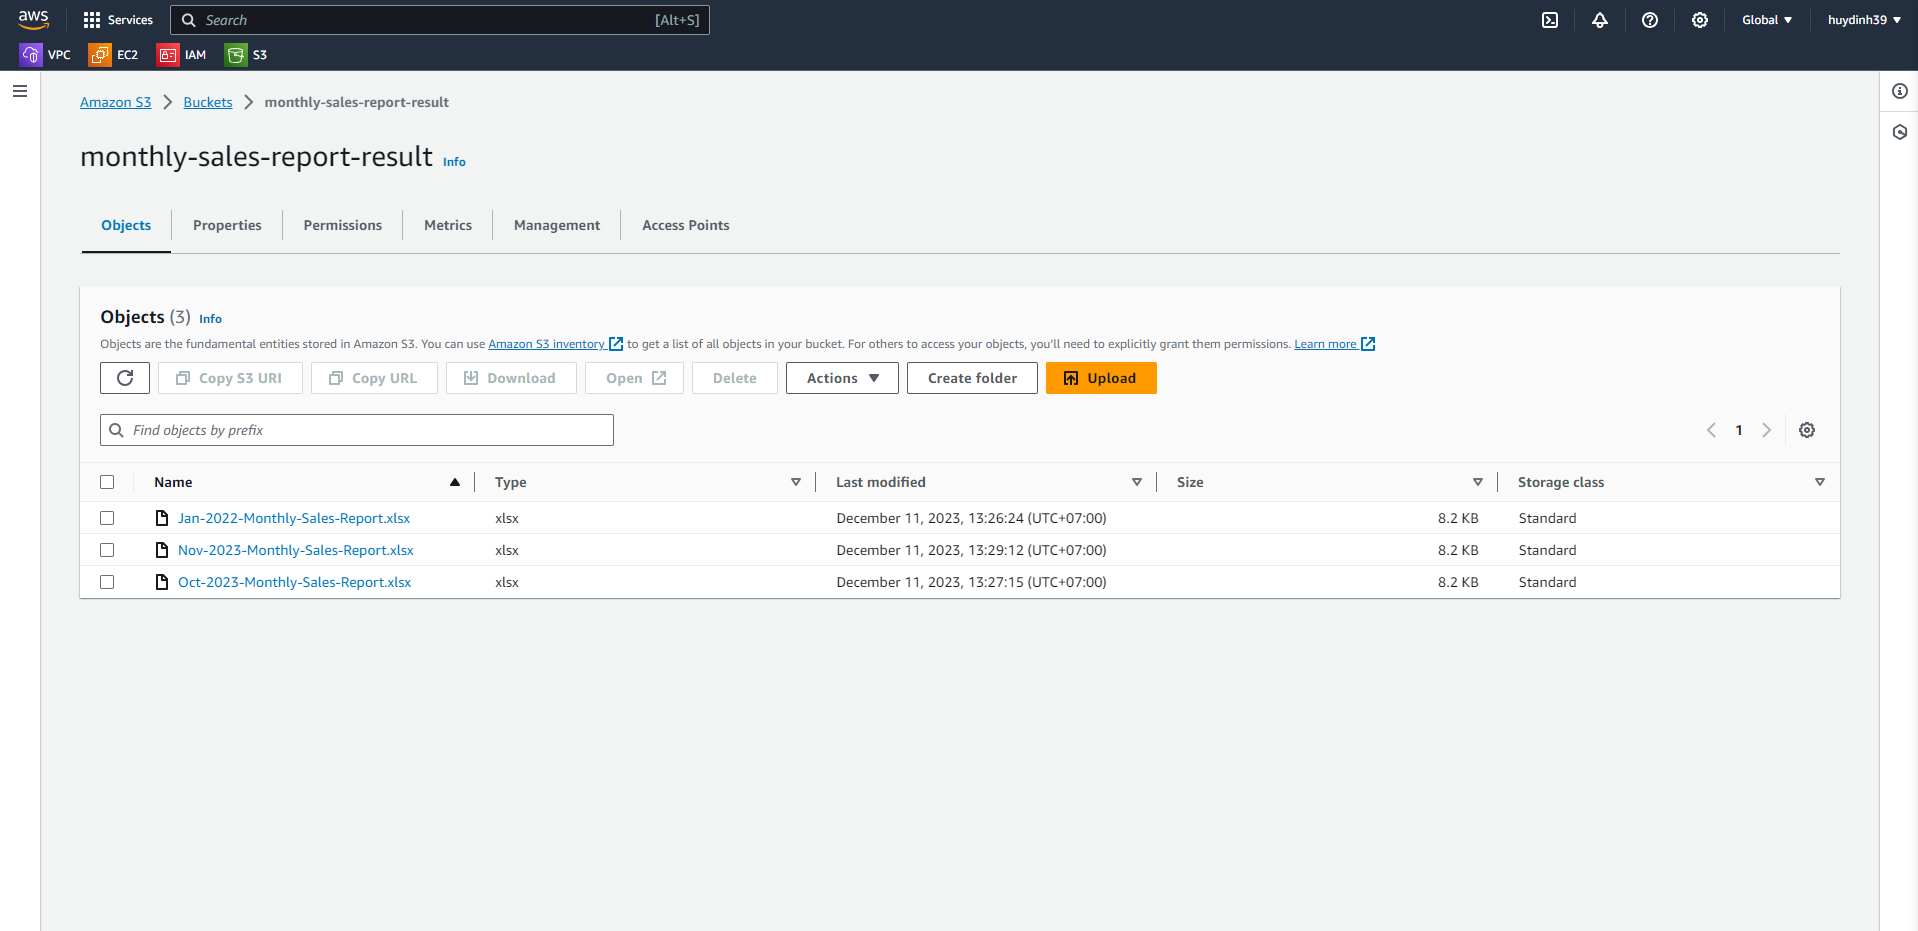 aws Services Search [Alt+S] Global huydinh39
VPC EC2 IAM S3
Amazon S3 Buckets monthly-sales-report-result
monthly-sales-report-result Info
Objects Properties Permissions Metrics Management Access Points
Objects (3) Info
Objects are the fundamental entities stored in Amazon S3. You can use Amazon S3 inventory to get a list of all objects in your bucket. For others to access your objects, you'll need to explicitly grant them permissions. Learn more
Copy S3 URI Copy URL Download Open Delete Actions Create folder Upload
Find objects by prefix 1
Name Type Last modified Size Storage class
Jan-2022-Monthly-Sales-Report.xlsx xlsx December 11, 2023, 13:26:24 (UTC+07:00) 8.2 KB Standard
Nov-2023-Monthly-Sales-Report.xlsx xlsx December 11, 2023, 13:29:12 (UTC+07:00) 8.2 KB Standard
Oct-2023-Monthly-Sales-Report.xlsx xlsx December 11, 2023, 13:27:15 (UTC+07:00) 8.2 KB Standard